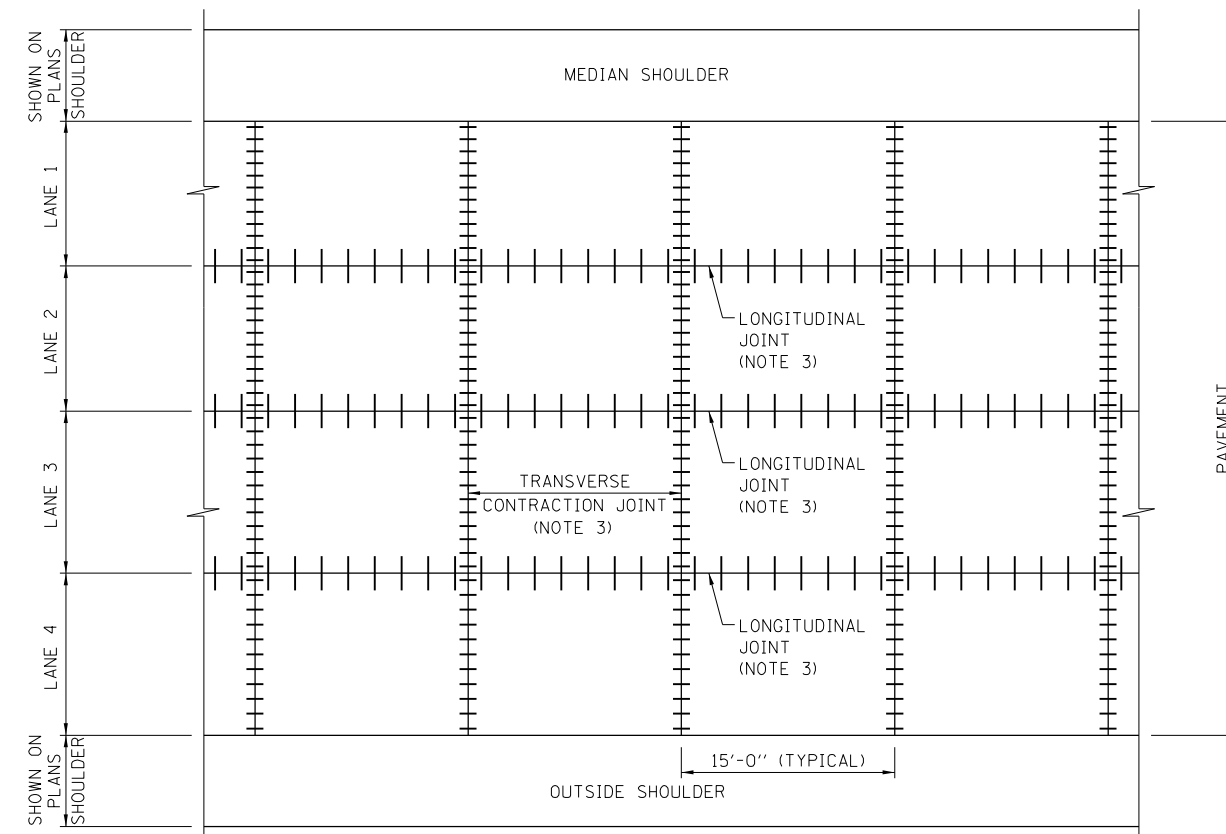 SHOWN ON
PLANS
SHOULDER
MEDIAN SHOULDER
LANE 1
LANE 2
LONGITUDINAL
JOINT
(NOTE 3)
PAVEMENT
LANE 3
TRANSVERSE
CONTRACTION JOINT
(NOTE 3)
LONGITUDINAL
JOINT
(NOTE 3)
LANE 4
LONGITUDINAL
JOINT
(NOTE 3)
SHOWN ON
PLANS
SHOULDER
15'-0'' (TYPICAL)
OUTSIDE SHOULDER